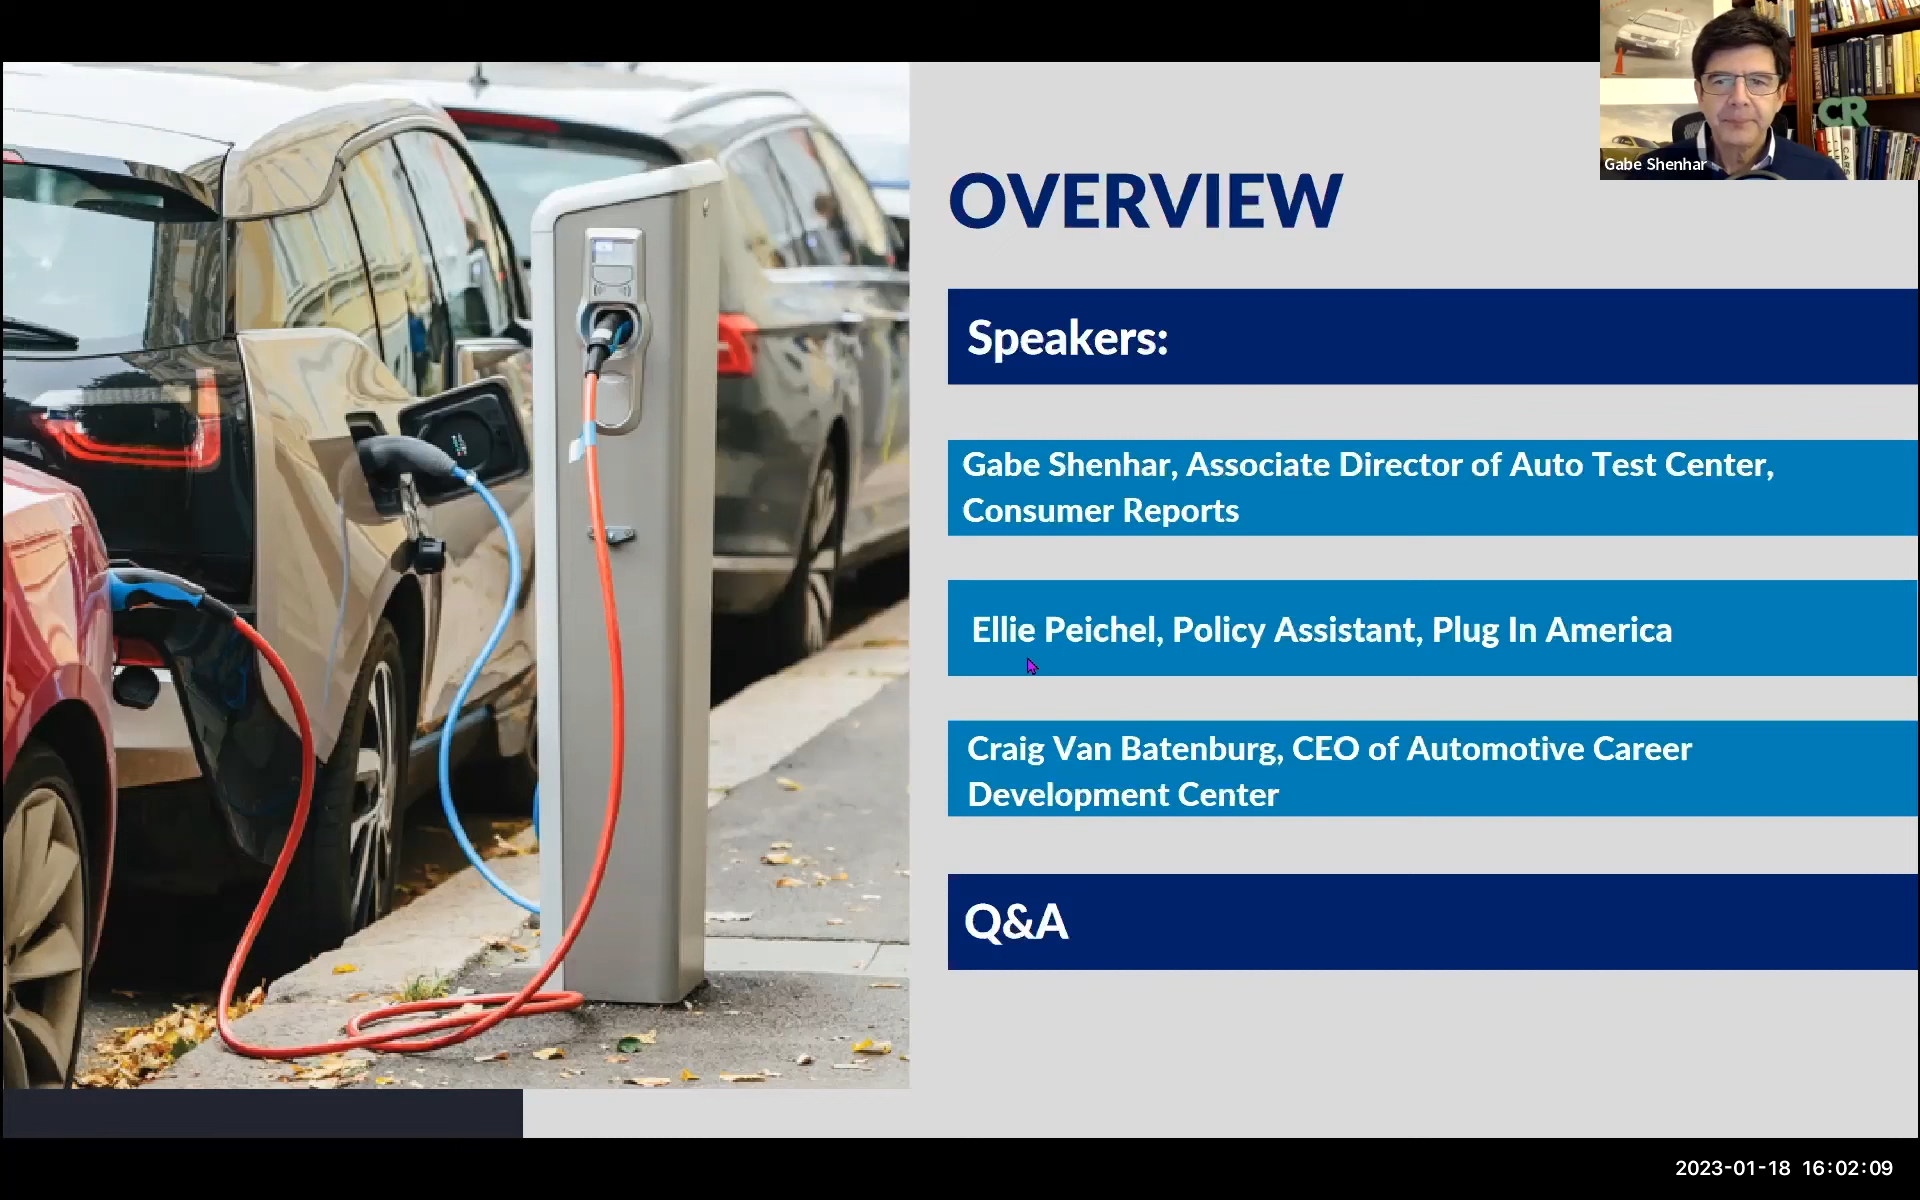 CR
Gabe Shenhar
OVERVIEW
Speakers:
Gabe Shenhar, Associate Director of Auto Test Center,
Consumer Reports
Ellie Peichel, Policy Assistant, Plug In America
Craig Van Batenburg, CEO of Automotive Career
Development Center
Q&A
2023-01-18 16:02:09